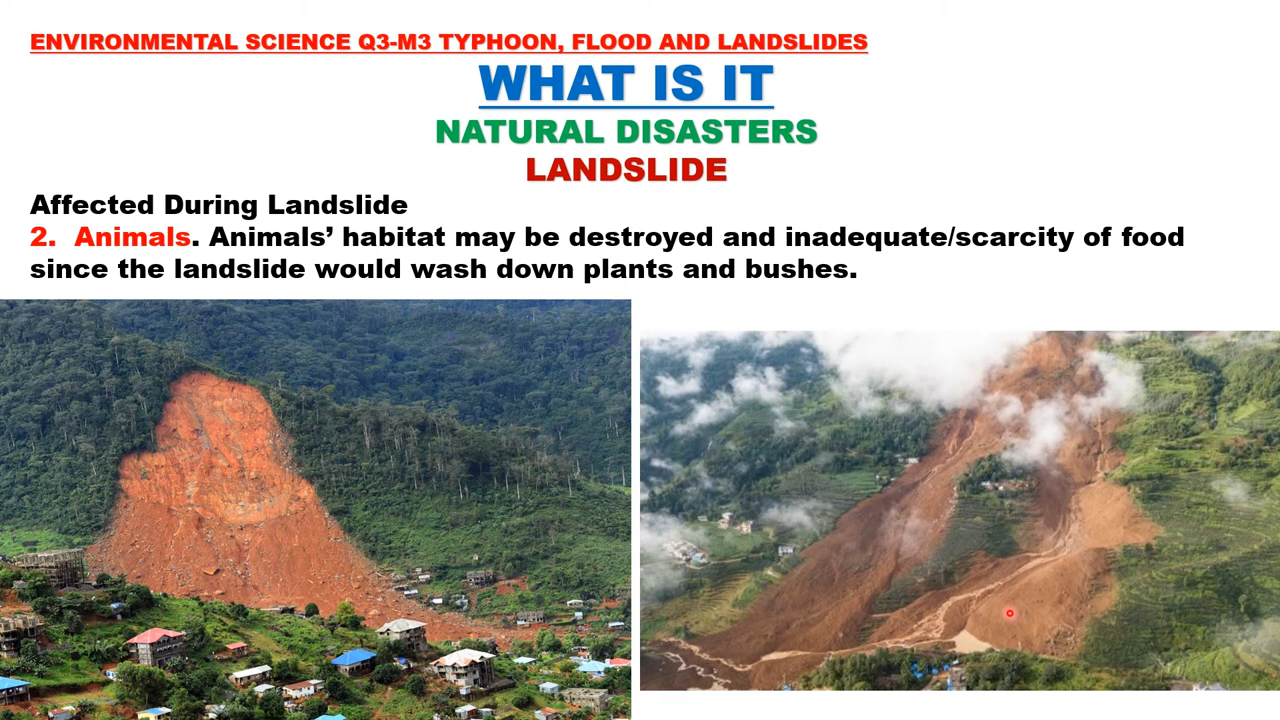 ENVIRONMENTAL SCIENCE Q3-M3 TYPHOON, FLOOD AND LANDSLIDES
WHAT IS IT
NATURAL DISASTERS
LANDSLIDE
Affected During Landslide
2. Animals. Animals’ habitat may be destroyed and inadequate/scarcity of food
since the landslide would wash down plants and bushes.